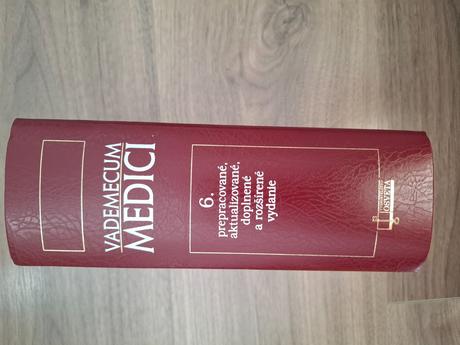 VADEMECUM
MEDICI
6.
prepracované,
aktualizované,
doplnené
a rozšírené
vydanie
OSVETA